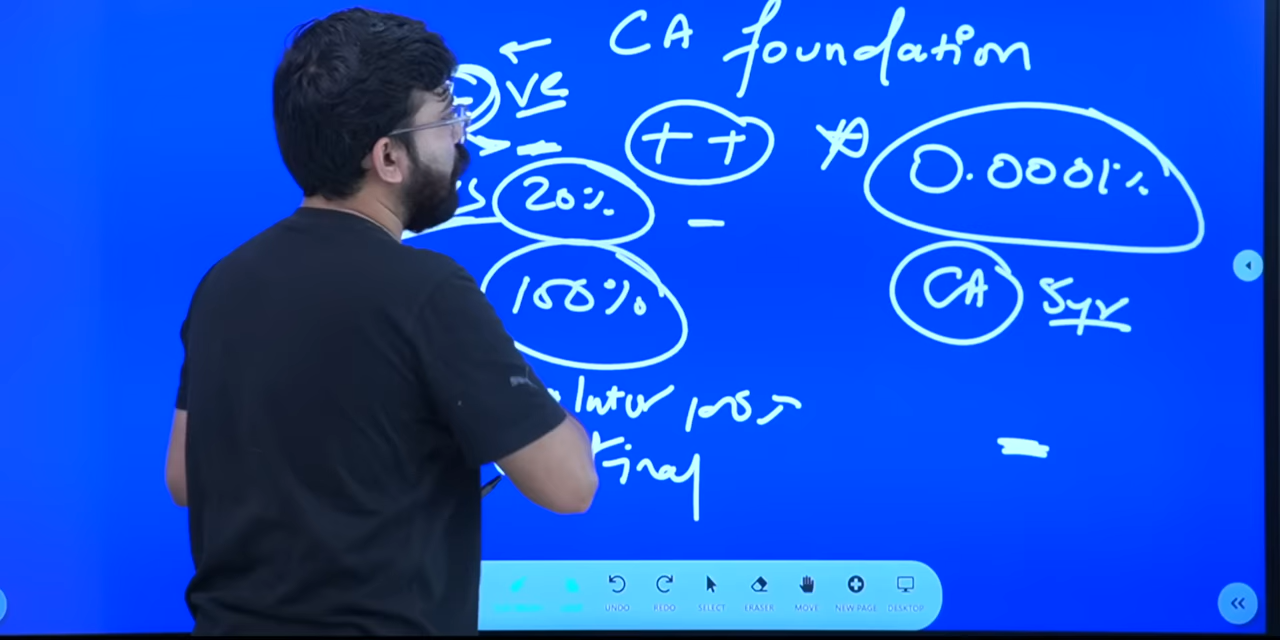 CA foundation
← VE
+ +
0.0001%
20%
-
100%
CA 5yr
Inter pass
Final
UNDO REDO SELECT ERASER MOVE NEW PAGE DESKTOP